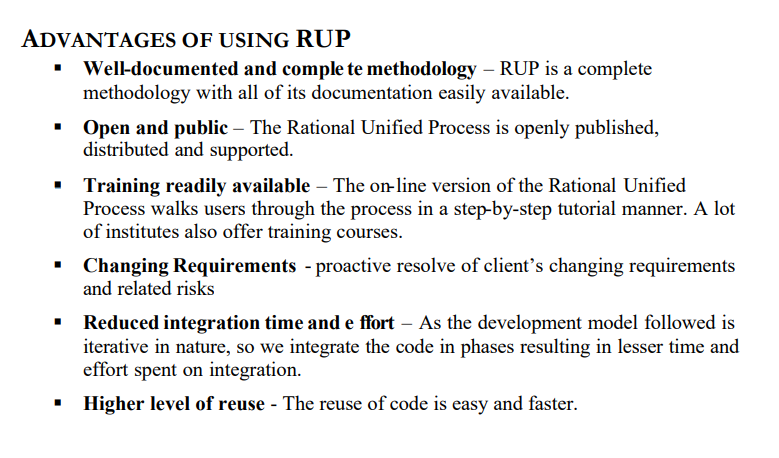 ADVANTAGES OF USING RUP
▪ Well-documented and comple te methodology – RUP is a complete
methodology with all of its documentation easily available.
▪ Open and public – The Rational Unified Process is openly published,
distributed and supported.
▪ Training readily available – The on-line version of the Rational Unified
Process walks users through the process in a step-by-step tutorial manner. A lot
of institutes also offer training courses.
▪ Changing Requirements - proactive resolve of client's changing requirements
and related risks
▪ Reduced integration time and e ffort – As the development model followed is
iterative in nature, so we integrate the code in phases resulting in lesser time and
effort spent on integration.
▪ Higher level of reuse - The reuse of code is easy and faster.